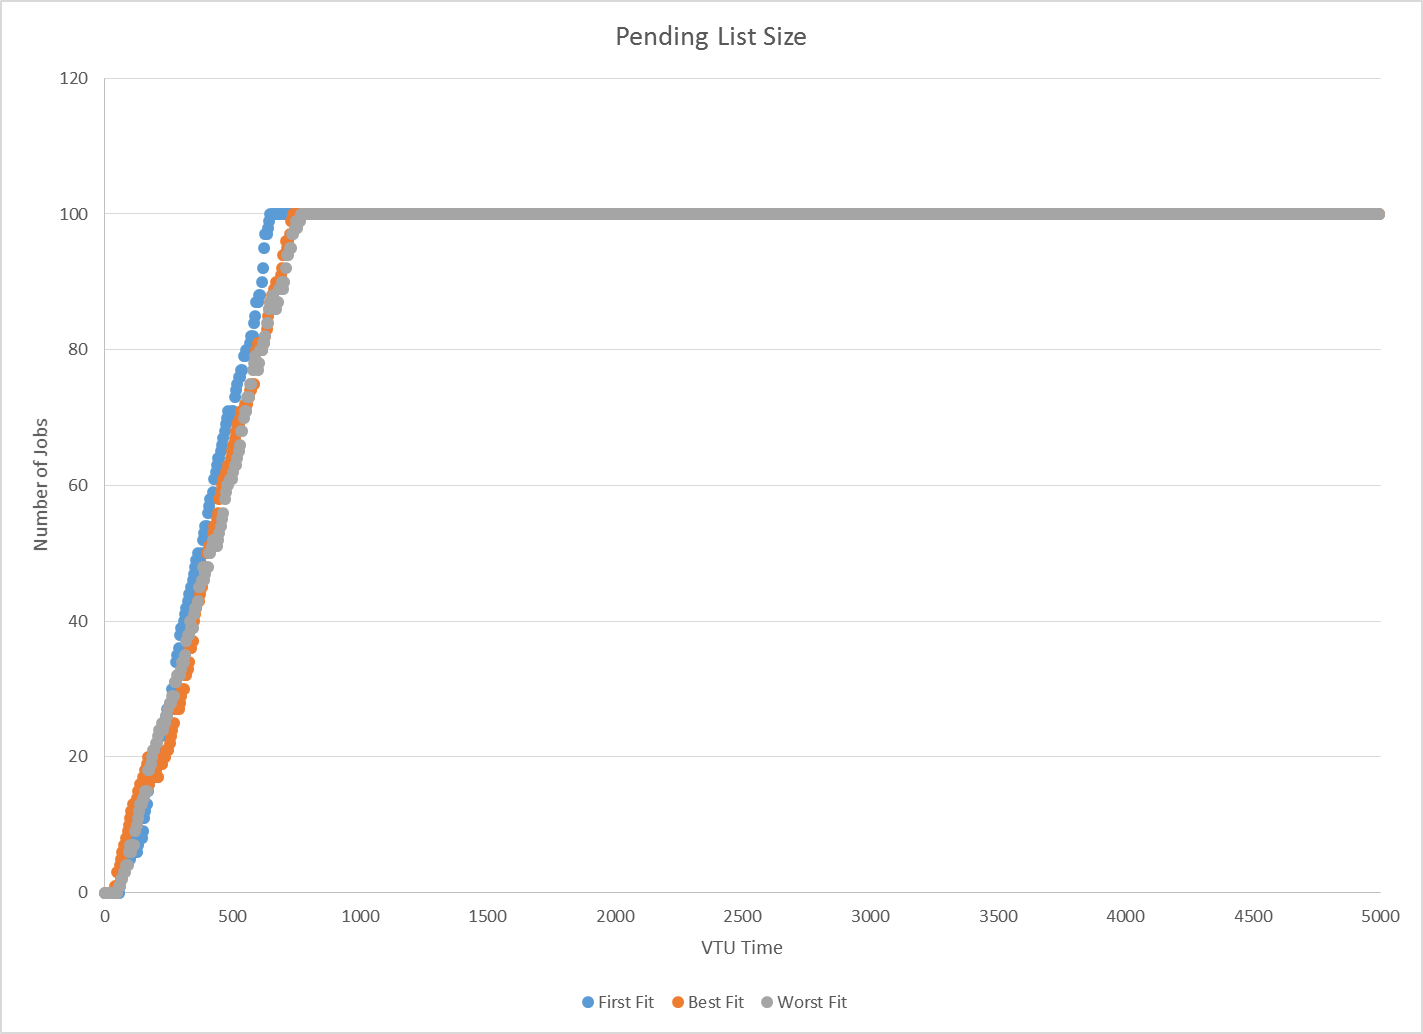 Pending List Size
120
100
80
60
40
20
0
Number of Jobs
0 500 1000 1500 2000 2500 3000 3500 4000 4500 5000
VTU Time
First Fit Best Fit Worst Fit